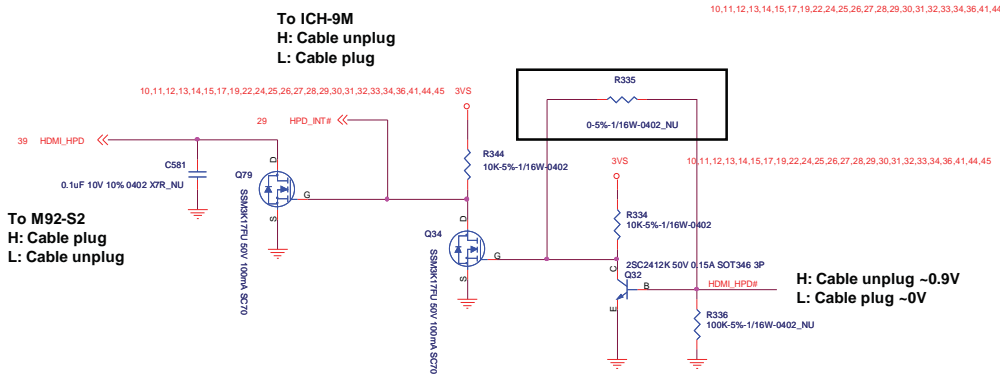 10,11,12,13,14,15,17,19,22,24,25,26,27,28,29,30,31,32,33,34,36,41,44
To ICH-9M
H: Cable unplug
L: Cable plug
R335
0-5%-1/16W-0402_NU
10,11,12,13,14,15,17,19,22,24,25,26,27,28,29,30,31,32,33,34,36,41,44,45 3VS
29 HPD_INT#
39 HDMI_HPD
R344
10K-5%-1/16W-0402
3VS 10,11,12,13,14,15,17,19,22,24,25,26,27,28,29,30,31,32,33,34,36,41,44,45
C581
0.1uF 10V 10% 0402 X7R_NU
Q79
D
G
S
SSM3K17FU 50V 100mA SC70
To M92-S2
H: Cable plug
L: Cable unplug
R334
10K-5%-1/16W-0402
Q34
D
G
S
SSM3K17FU 50V 100mA SC70
2SC2412K 50V 0.15A SOT346 3P
Q32
C
B
E
HDMI_HPD#
H: Cable unplug ~0.9V
L: Cable plug ~0V
R336
100K-5%-1/16W-0402_NU